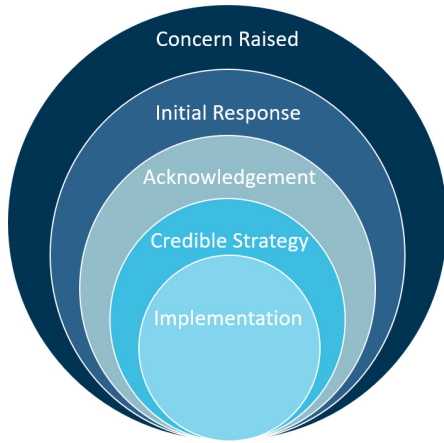 Concern Raised
Initial Response
Acknowledgement
Credible Strategy
Implementation